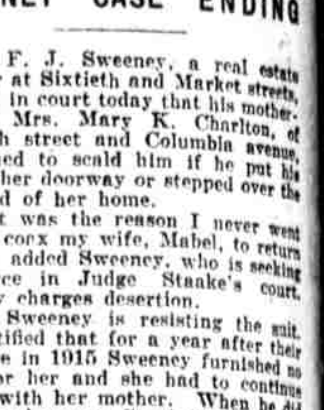 NEY CASE ENDING
F. J. Sweeney, a real estate
at Sixtieth and Market streets,
in court today that his mother-
Mrs. Mary K. Charlton, of
h street and Columbia avenue,
ed to scald him if he put his
her doorway or stepped over the
d of her home.
t was the reason I never went
coax my wife, Mabel, to return
added Sweeney, who is seeking
ce in Judge Staake's court.
y charges desertion.
Sweeney is resisting the suit.
tified that for a year after their
e in 1915 Sweeney furnished no
or her and she had to continue
with her mother. When he did